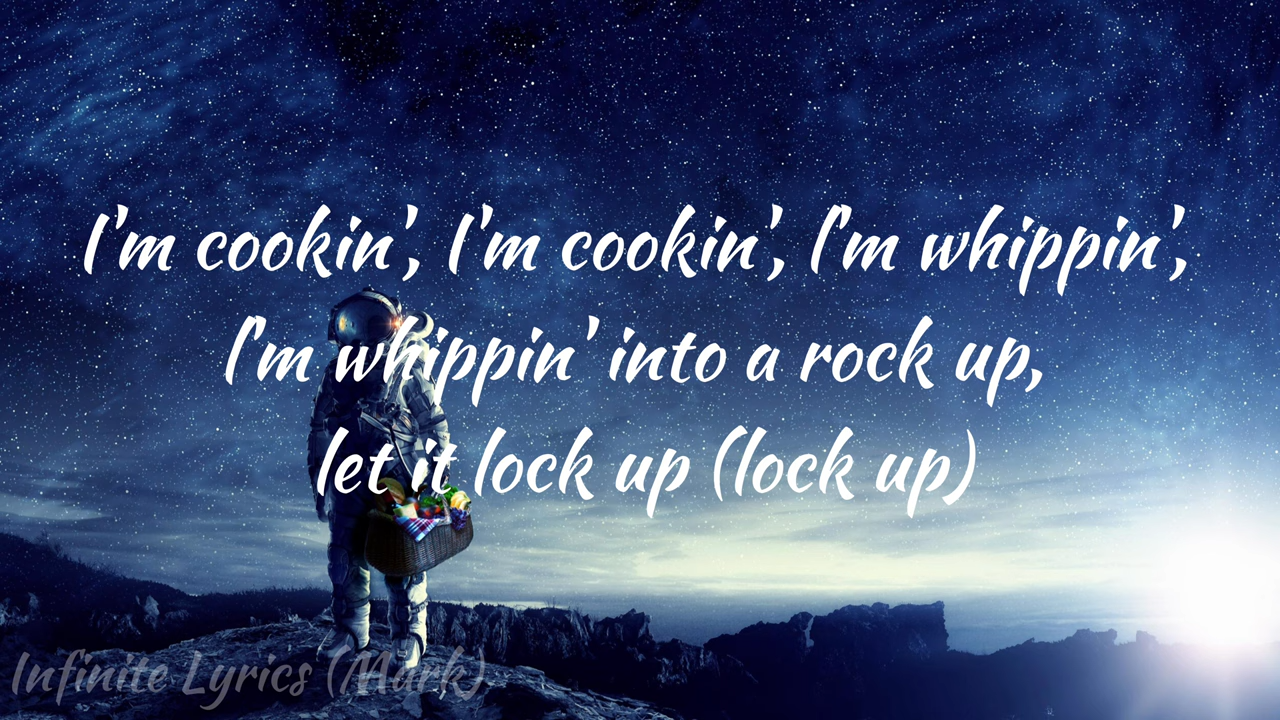 I'm cookin', I'm cookin', I'm whippin',
I'm whippin' into a rock up,
let it lock up (lock up)
Infinite Lyrics (Mark)